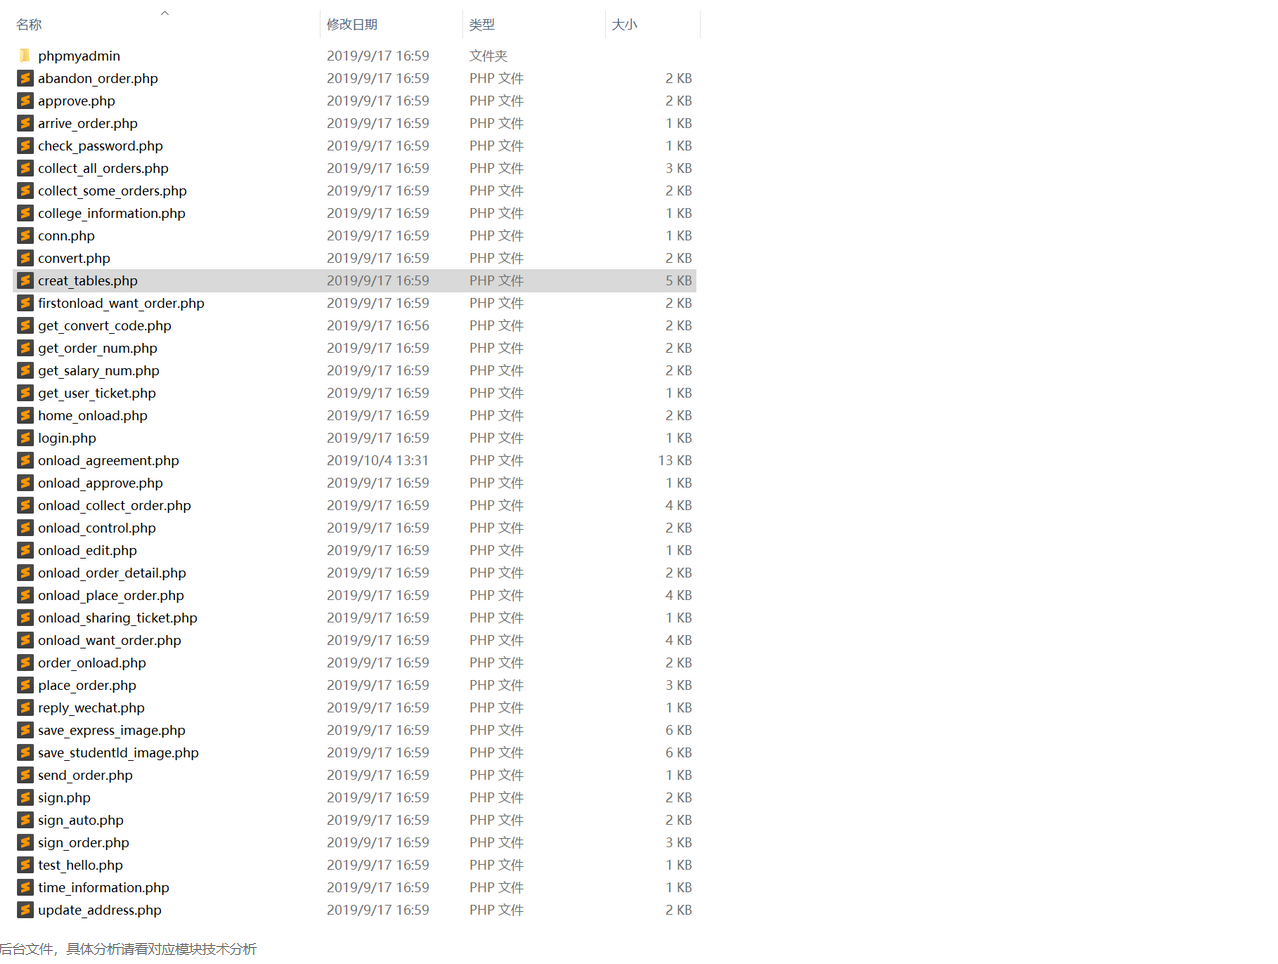 名称 修改日期 类型 大小
phpmyadmin 2019/9/17 16:59 文件夹
abandon_order.php 2019/9/17 16:59 PHP 文件 2 KB
approve.php 2019/9/17 16:59 PHP 文件 2 KB
arrive_order.php 2019/9/17 16:59 PHP 文件 1 KB
check_password.php 2019/9/17 16:59 PHP 文件 1 KB
collect_all_orders.php 2019/9/17 16:59 PHP 文件 3 KB
collect_some_orders.php 2019/9/17 16:59 PHP 文件 2 KB
college_information.php 2019/9/17 16:59 PHP 文件 1 KB
conn.php 2019/9/17 16:59 PHP 文件 1 KB
convert.php 2019/9/17 16:59 PHP 文件 2 KB
creat_tables.php 2019/9/17 16:59 PHP 文件 5 KB
firstonload_want_order.php 2019/9/17 16:59 PHP 文件 2 KB
get_convert_code.php 2019/9/17 16:56 PHP 文件 2 KB
get_order_num.php 2019/9/17 16:59 PHP 文件 2 KB
get_salary_num.php 2019/9/17 16:59 PHP 文件 2 KB
get_user_ticket.php 2019/9/17 16:59 PHP 文件 1 KB
home_onload.php 2019/9/17 16:59 PHP 文件 2 KB
login.php 2019/9/17 16:59 PHP 文件 1 KB
onload_agreement.php 2019/10/4 13:31 PHP 文件 13 KB
onload_approve.php 2019/9/17 16:59 PHP 文件 1 KB
onload_collect_order.php 2019/9/17 16:59 PHP 文件 4 KB
onload_control.php 2019/9/17 16:59 PHP 文件 2 KB
onload_edit.php 2019/9/17 16:59 PHP 文件 1 KB
onload_order_detail.php 2019/9/17 16:59 PHP 文件 2 KB
onload_place_order.php 2019/9/17 16:59 PHP 文件 4 KB
onload_sharing_ticket.php 2019/9/17 16:59 PHP 文件 1 KB
onload_want_order.php 2019/9/17 16:59 PHP 文件 4 KB
order_onload.php 2019/9/17 16:59 PHP 文件 2 KB
place_order.php 2019/9/17 16:59 PHP 文件 3 KB
reply_wechat.php 2019/9/17 16:59 PHP 文件 1 KB
save_express_image.php 2019/9/17 16:59 PHP 文件 6 KB
save_studentId_image.php 2019/9/17 16:59 PHP 文件 6 KB
send_order.php 2019/9/17 16:59 PHP 文件 1 KB
sign.php 2019/9/17 16:59 PHP 文件 2 KB
sign_auto.php 2019/9/17 16:59 PHP 文件 2 KB
sign_order.php 2019/9/17 16:59 PHP 文件 3 KB
test_hello.php 2019/9/17 16:59 PHP 文件 1 KB
time_information.php 2019/9/17 16:59 PHP 文件 1 KB
update_address.php 2019/9/17 16:59 PHP 文件 2 KB
后台文件，具体分析请看对应模块技术分析